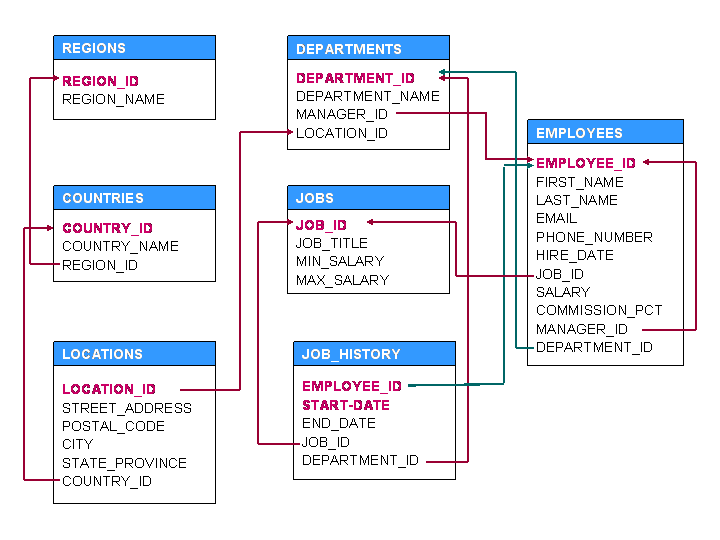 REGIONS
REGION_ID
REGION_NAME
DEPARTMENTS
DEPARTMENT_ID
DEPARTMENT_NAME
MANAGER_ID
LOCATION_ID
EMPLOYEES
EMPLOYEE_ID
FIRST_NAME
LAST_NAME
EMAIL
PHONE_NUMBER
HIRE_DATE
JOB_ID
SALARY
COMMISSION_PCT
MANAGER_ID
DEPARTMENT_ID
COUNTRIES
COUNTRY_ID
COUNTRY_NAME
REGION_ID
JOBS
JOB_ID
JOB_TITLE
MIN_SALARY
MAX_SALARY
LOCATIONS
LOCATION_ID
STREET_ADDRESS
POSTAL_CODE
CITY
STATE_PROVINCE
COUNTRY_ID
JOB_HISTORY
EMPLOYEE_ID
START-DATE
END_DATE
JOB_ID
DEPARTMENT_ID